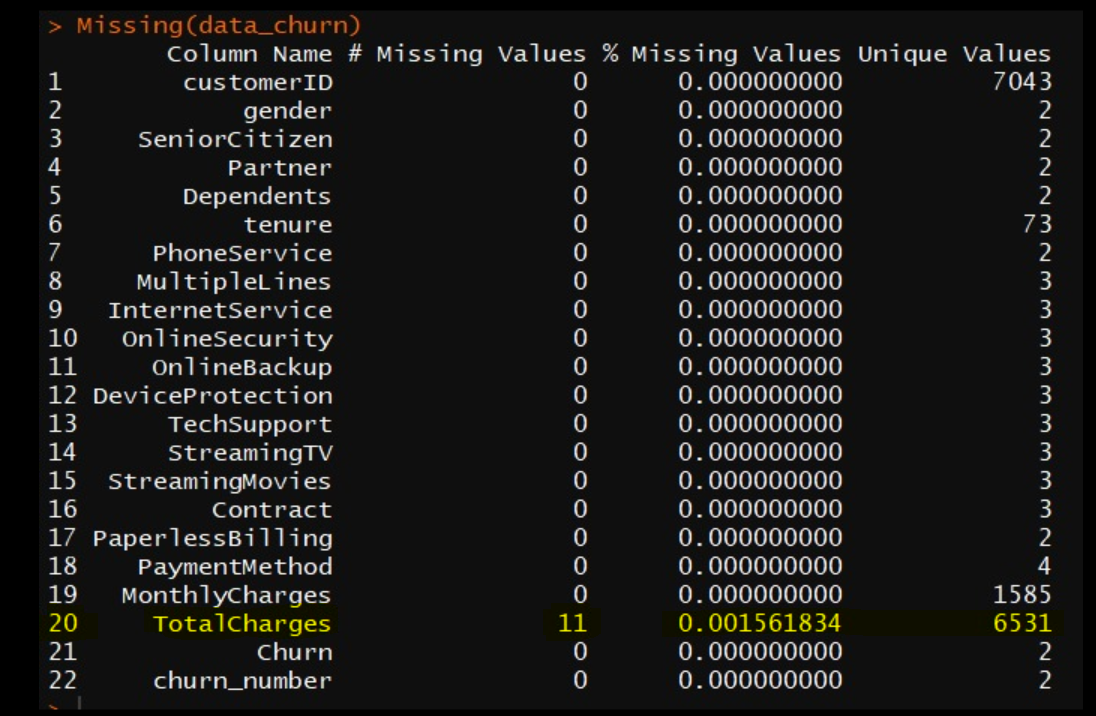 > Missing(data_churn)
Column Name # Missing Values % Missing Values Unique Values
1 customerID 0 0.000000000 7043
2 gender 0 0.000000000 2
3 SeniorCitizen 0 0.000000000 2
4 Partner 0 0.000000000 2
5 Dependents 0 0.000000000 2
6 tenure 0 0.000000000 73
7 PhoneService 0 0.000000000 2
8 MultipleLines 0 0.000000000 3
9 InternetService 0 0.000000000 3
10 OnlineSecurity 0 0.000000000 3
11 OnlineBackup 0 0.000000000 3
12 DeviceProtection 0 0.000000000 3
13 TechSupport 0 0.000000000 3
14 StreamingTV 0 0.000000000 3
15 StreamingMovies 0 0.000000000 3
16 Contract 0 0.000000000 3
17 PaperlessBilling 0 0.000000000 2
18 PaymentMethod 0 0.000000000 4
19 MonthlyCharges 0 0.000000000 1585
20 TotalCharges 11 0.001561834 6531
21 Churn 0 0.000000000 2
22 churn_number 0 0.000000000 2
>